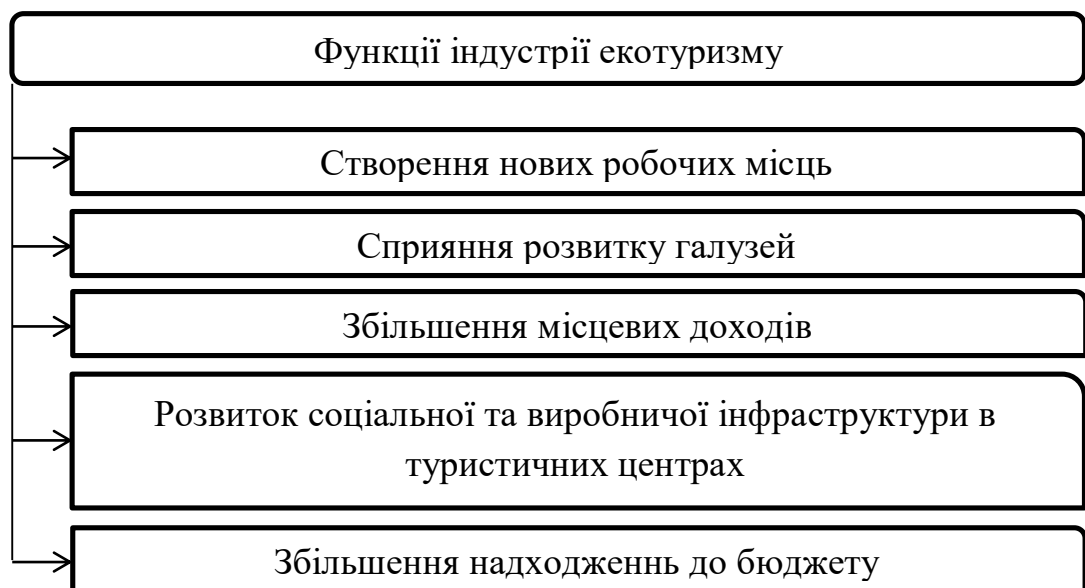 Функції індустрії екотуризму
Створення нових робочих місць
Сприяння розвитку галузей
Збільшення місцевих доходів
Розвиток соціальної та виробничої інфраструктури в
туристичних центрах
Збільшення надходженнь до бюджету